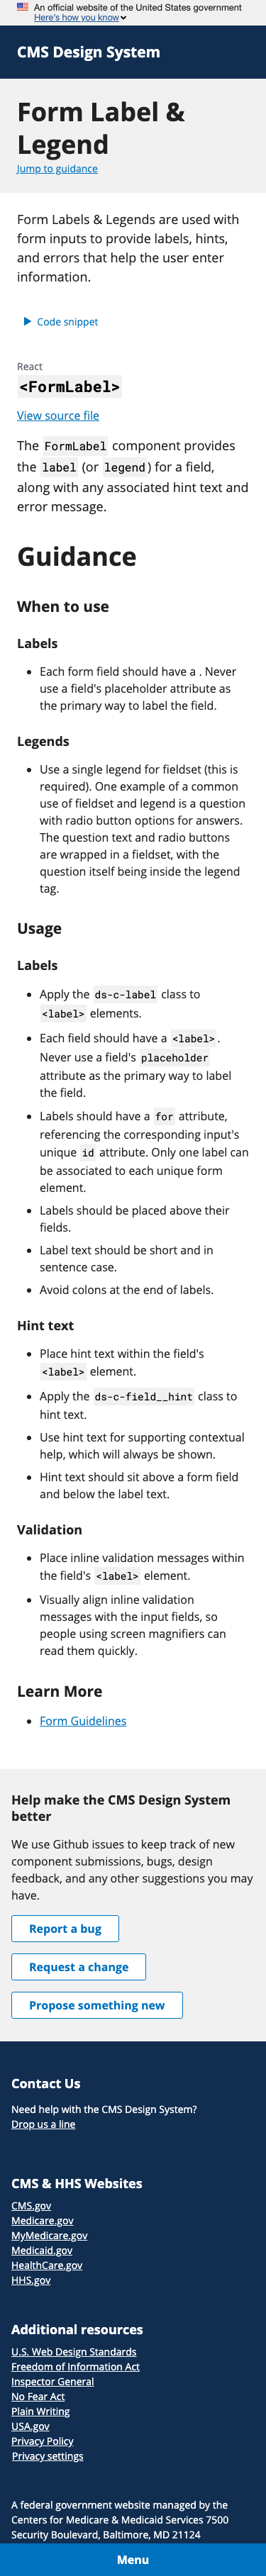 An official website of the United States government
Here's how you know
CMS Design System
Form Label &
Legend
Jump to guidance
Form Labels & Legends are used with
form inputs to provide labels, hints,
and errors that help the user enter
information.
Code snippet
React
<FormLabel>
View source file
The FormLabel component provides
the label (or legend) for a field,
along with any associated hint text and
error message.
Guidance
When to use
Labels
Each form field should have a . Never
use a field's placeholder attribute as
the primary way to label the field.
Legends
Use a single legend for fieldset (this is
required). One example of a common
use of fieldset and legend is a question
with radio button options for answers.
The question text and radio buttons
are wrapped in a fieldset, with the
question itself being inside the legend
tag.
Usage
Labels
Apply the ds-c-label class to
<label> elements.
Each field should have a <label>.
Never use a field's placeholder
attribute as the primary way to label
the field.
Labels should have a for attribute,
referencing the corresponding input's
unique id attribute. Only one label can
be associated to each unique form
element.
Labels should be placed above their
fields.
Label text should be short and in
sentence case.
Avoid colons at the end of labels.
Hint text
Place hint text within the field's
<label> element.
Apply the ds-c-field__hint class to
hint text.
Use hint text for supporting contextual
help, which will always be shown.
Hint text should sit above a form field
and below the label text.
Validation
Place inline validation messages within
the field's <label> element.
Visually align inline validation
messages with the input fields, so
people using screen magnifiers can
read them quickly.
Learn More
Form Guidelines
Help make the CMS Design System
better
We use Github issues to keep track of new
component submissions, bugs, design
feedback, and any other suggestions you may
have.
Report a bug
Request a change
Propose something new
Contact Us
Need help with the CMS Design System?
Drop us a line
CMS & HHS Websites
CMS.gov
Medicare.gov
MyMedicare.gov
Medicaid.gov
HealthCare.gov
HHS.gov
Additional resources
U.S. Web Design Standards
Freedom of Information Act
Inspector General
No Fear Act
Plain Writing
USA.gov
Privacy Policy
Privacy settings
A federal government website managed by the
Centers for Medicare & Medicaid Services 7500
Security Boulevard, Baltimore, MD 21124
Menu